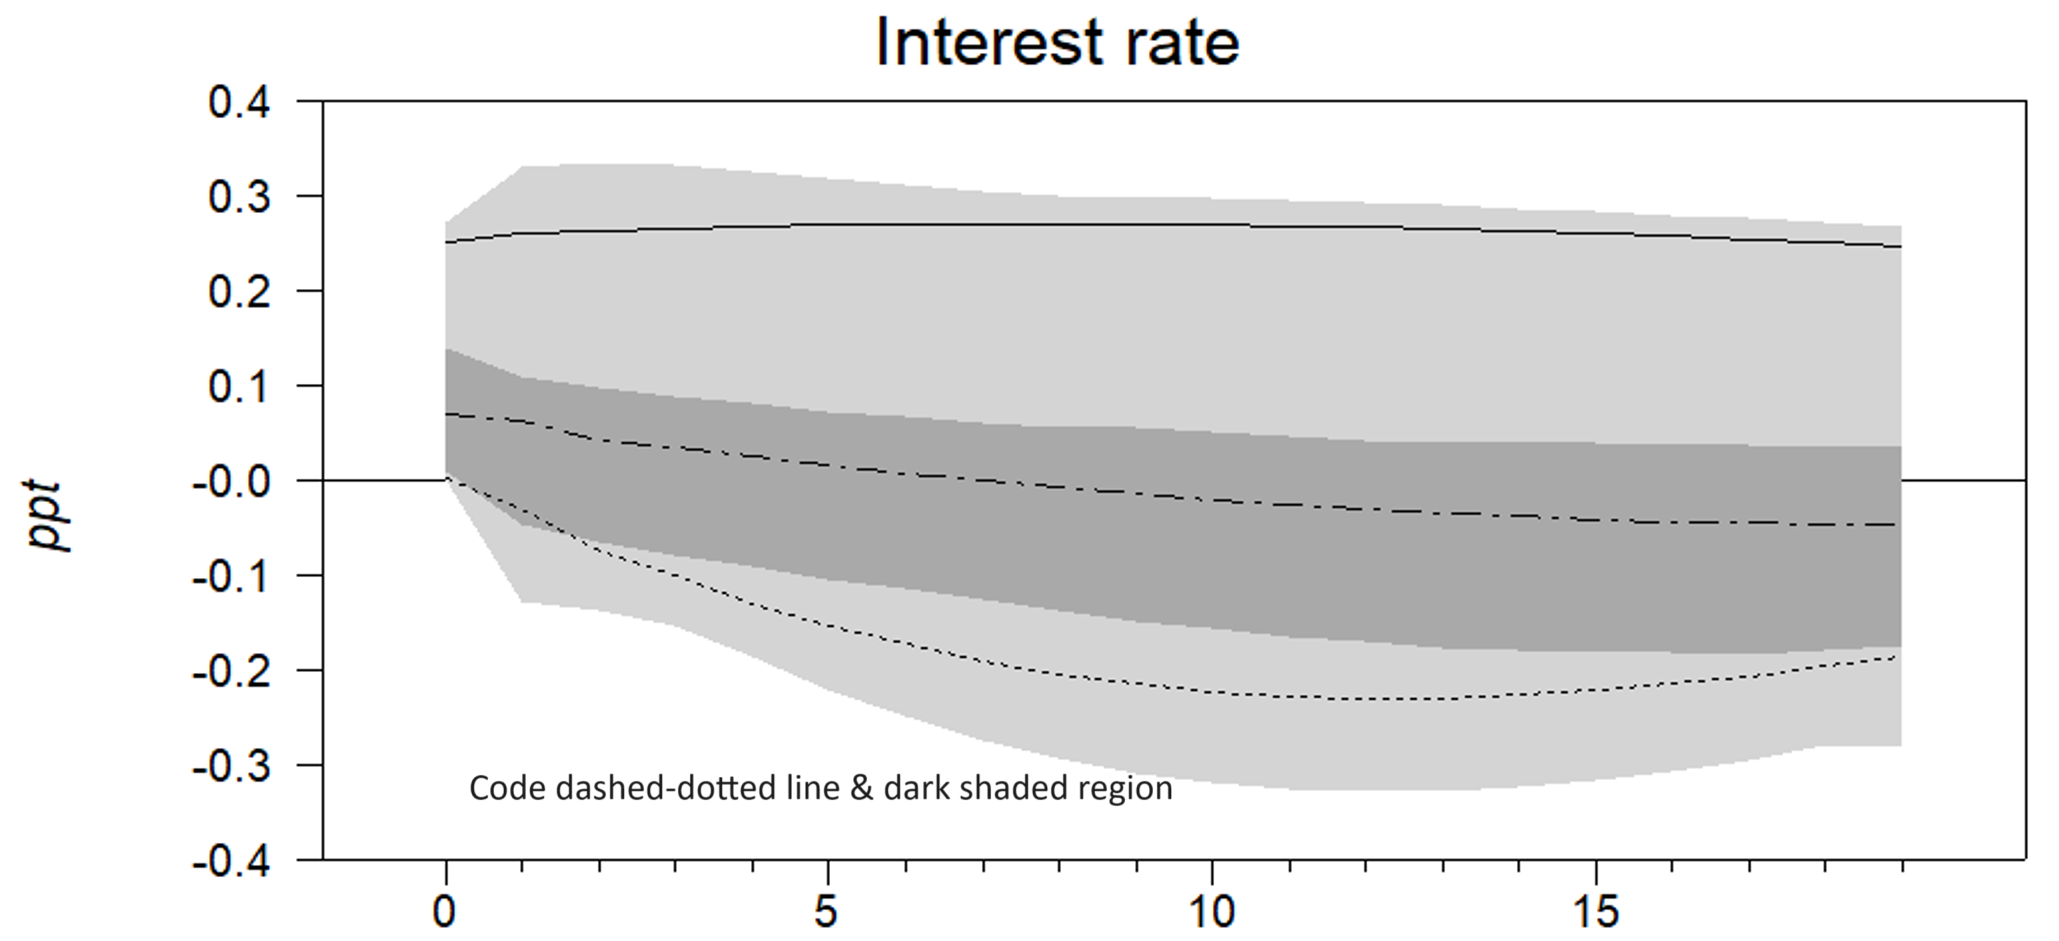 Interest rate
0.4
0.3
0.2
0.1
-0.0
-0.1
-0.2
-0.3
-0.4
ppt
Code dashed-dotted line & dark shaded region
0 5 10 15